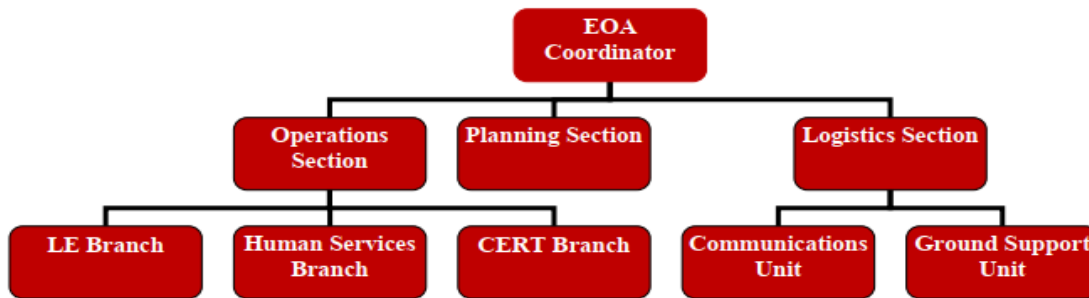 EOA
Coordinator
Operations
Section
Planning Section
Logistics Section
LE Branch
Human Services
Branch
CERT Branch
Communications
Unit
Ground Support
Unit